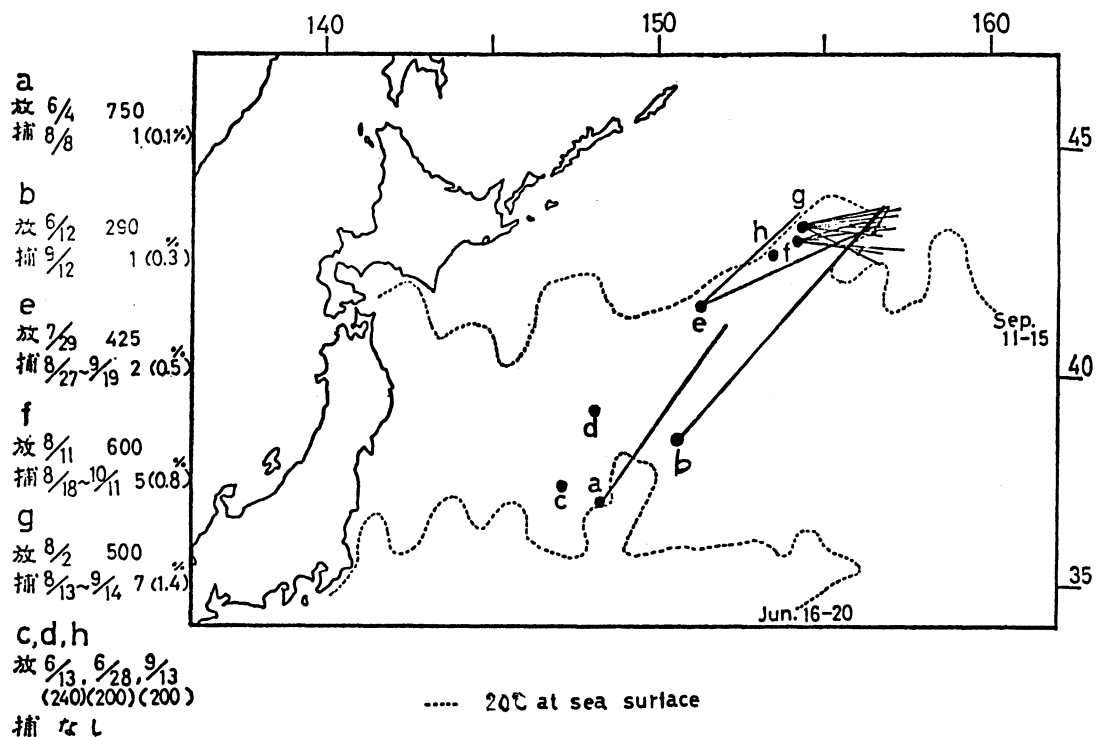 140 150 160
a
放 6/4 750
捕 8/8 1(0.1%)
b
放 6/12 290
捕 9/12 1(0.3%)
e
放 7/29 425
捕 8/27~9/19 2(0.5%)
f
放 8/11 600
捕 8/18~10/11 5(0.8%)
g
放 8/2 500
捕 8/13~9/14 7(1.4%)
c,d,h
放 6/13, 6/28, 9/13
(240)(200)(200)
捕 なし
45
g
h
f
e
Sep.
11-15
40
d
b
a
c
35
Jun.16-20
20℃ at sea surface